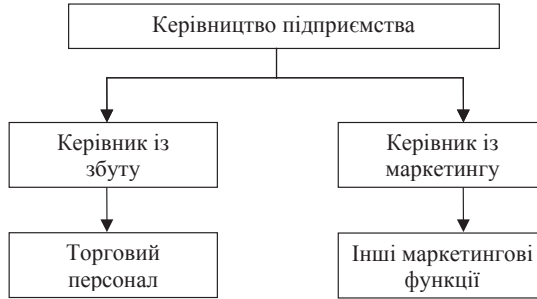 Керівництво підприємства
Керівник із
збуту
Керівник із
маркетингу
Торговий
персонал
Інші маркетингові
функції